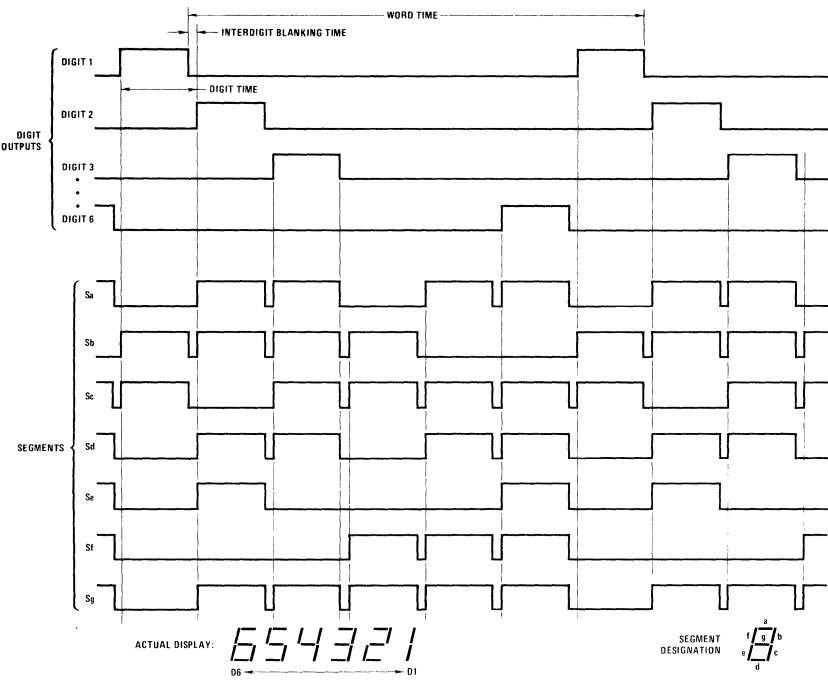 WORD TIME
INTERDIGIT BLANKING TIME
DIGIT 1
DIGIT TIME
DIGIT 2
DIGIT
OUTPUTS
DIGIT 3
DIGIT 6
Sa
Sb
Sc
SEGMENTS
Sd
Se
Sf
Sg
ACTUAL DISPLAY: 654321
D6 D1
SEGMENT
DESIGNATION
a
f g b
e c
d